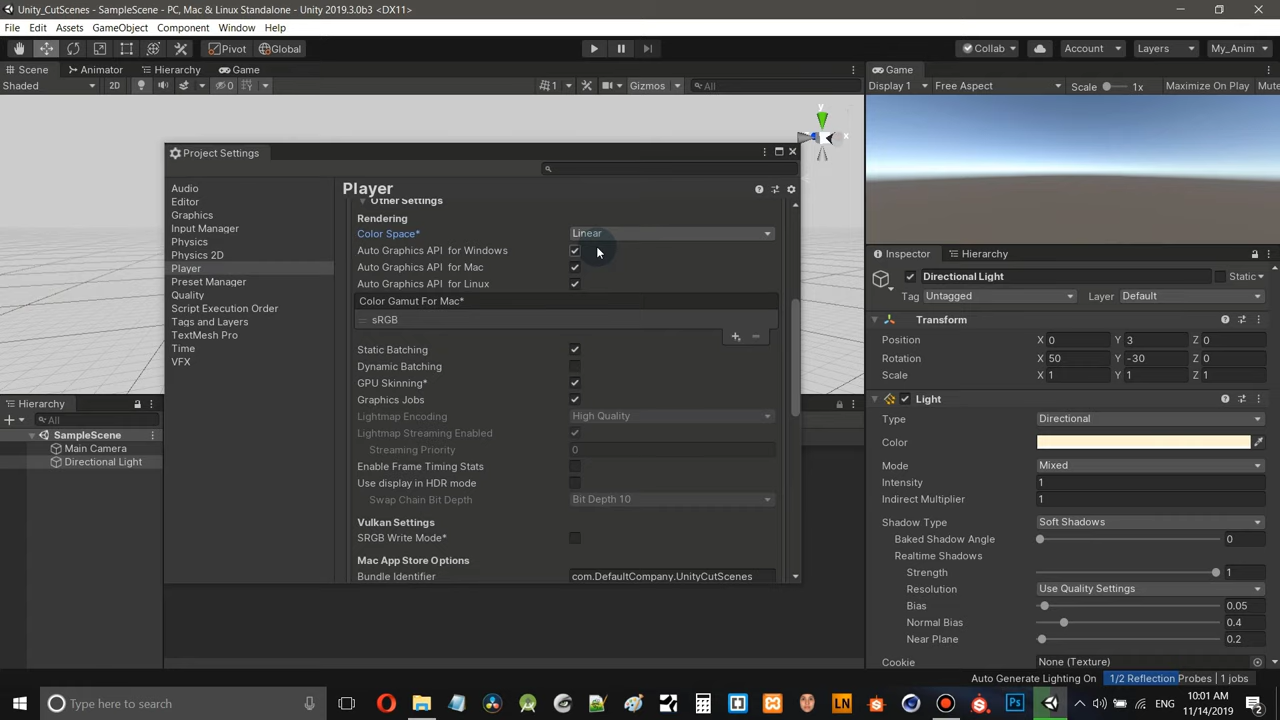 Unity_CutScenes - SampleScene - PC, Mac & Linux Standalone - Unity 2019.3.0b3 <DX11>
File Edit Assets GameObject Component Window Help
Pivot Global Collab Account Layers My_Anim
Scene Animator Hierarchy Game
Shaded 2D 0 1 Gizmos All
Game
Display 1 Free Aspect Scale 1x Maximize On Play Mute
y
x
Project Settings
Audio
Editor
Graphics
Input Manager
Physics
Physics 2D
Player
Preset Manager
Quality
Script Execution Order
Tags and Layers
TextMesh Pro
Time
VFX
Player
Other Settings
Rendering
Color Space* Linear
Auto Graphics API for Windows
Auto Graphics API for Mac
Auto Graphics API for Linux
Color Gamut For Mac*
sRGB
Static Batching
Dynamic Batching
GPU Skinning*
Graphics Jobs
Lightmap Encoding High Quality
Lightmap Streaming Enabled
Streaming Priority 0
Enable Frame Timing Stats
Use display in HDR mode
Swap Chain Bit Depth Bit Depth 10
Vulkan Settings
SRGB Write Mode*
Mac App Store Options
Bundle Identifier com.DefaultCompany.UnityCutScenes
Hierarchy
All
SampleScene
Main Camera
Directional Light
Inspector Hierarchy
Directional Light Static
Tag Untagged Layer Default
Transform
Position X 0 Y 3 Z 0
Rotation X 50 Y -30 Z 0
Scale X 1 Y 1 Z 1
Light
Type Directional
Color
Mode Mixed
Intensity 1
Indirect Multiplier 1
Shadow Type Soft Shadows
Baked Shadow Angle 0
Realtime Shadows
Strength 1
Resolution Use Quality Settings
Bias 0.05
Normal Bias 0.4
Near Plane 0.2
Cookie None (Texture)
Auto Generate Lighting On 1/2 Reflection Probes | 1 jobs
Type here to search
LN
Ps
ENG
10:01 AM
11/14/2019